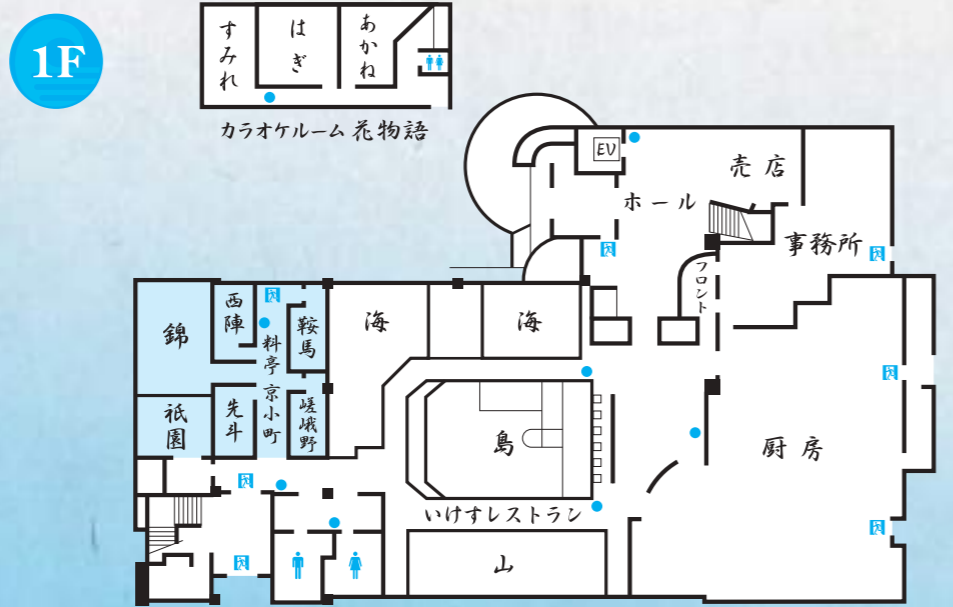 1F
すみれ
はぎ
あかね
カラオケルーム 花物語
EV
売店
ホール
事務所
フロント
錦
西陣
鞍馬
料亭 京小町
祇園
先斗
嵯峨野
海
海
島
いけすレストラン
山
厨房